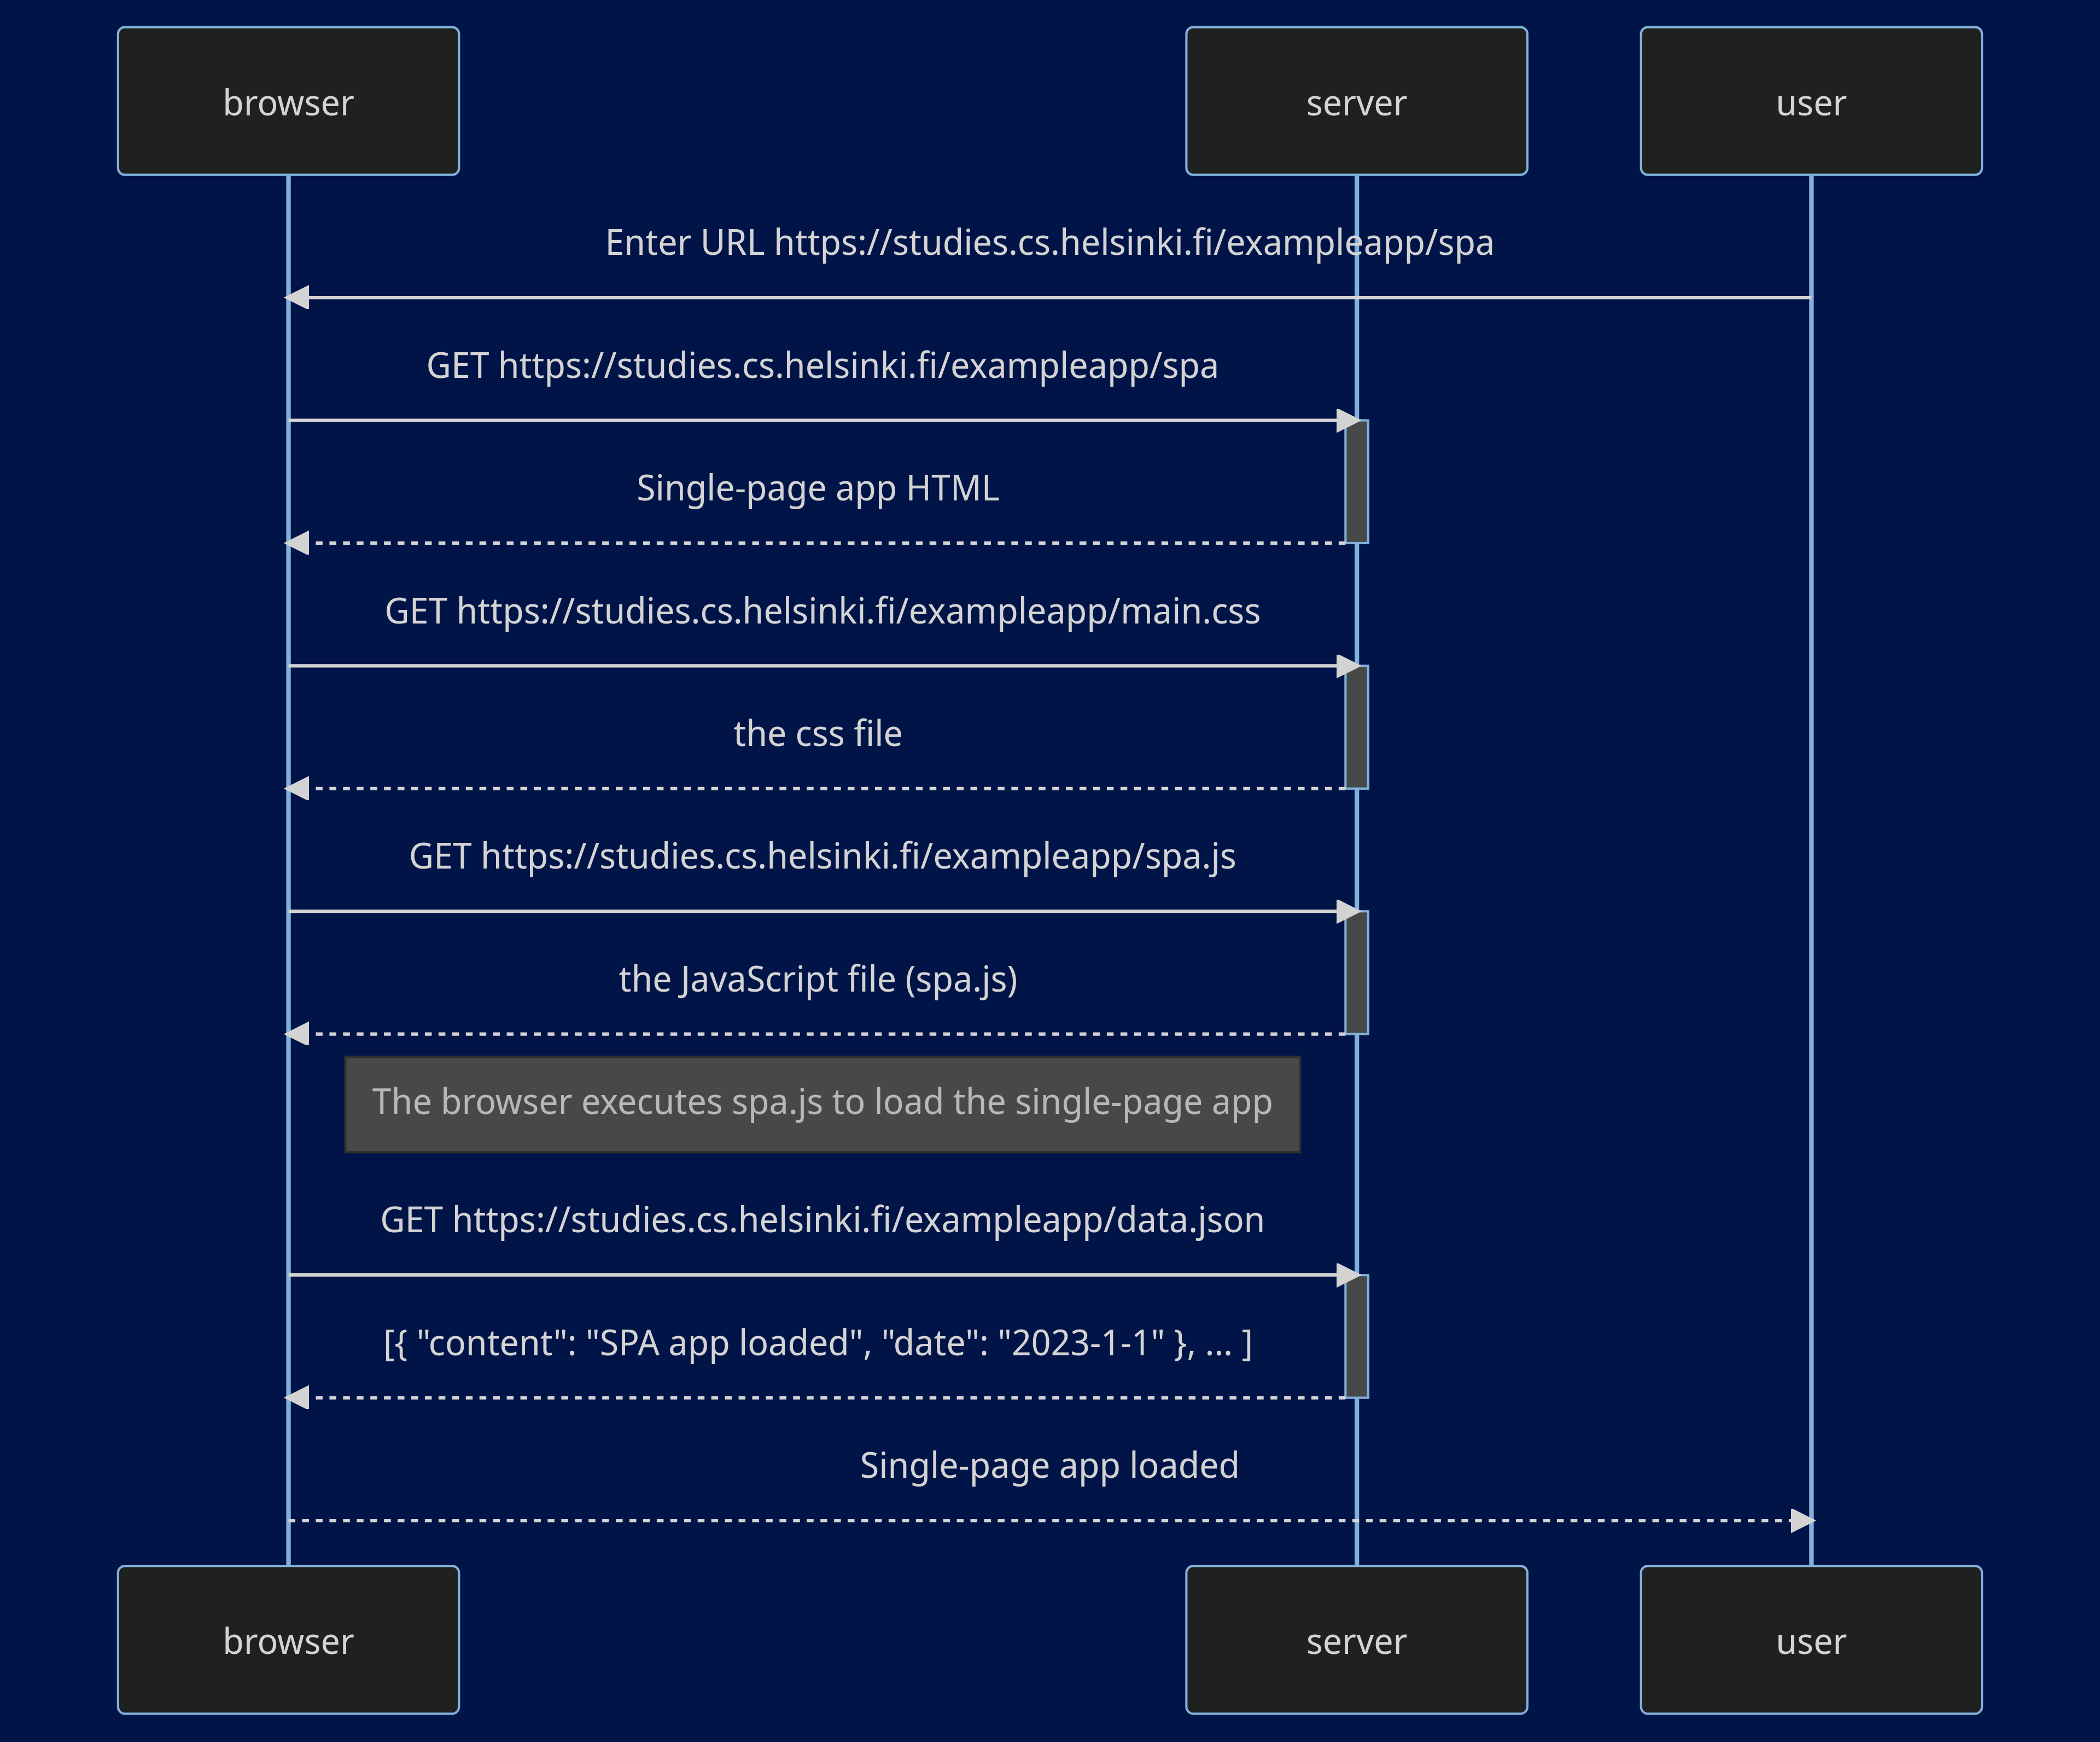 browser
server
user
Enter URL https://studies.cs.helsinki.fi/exampleapp/spa
GET https://studies.cs.helsinki.fi/exampleapp/spa
Single-page app HTML
GET https://studies.cs.helsinki.fi/exampleapp/main.css
the css file
GET https://studies.cs.helsinki.fi/exampleapp/spa.js
the JavaScript file (spa.js)
The browser executes spa.js to load the single-page app
GET https://studies.cs.helsinki.fi/exampleapp/data.json
[{ "content": "SPA app loaded", "date": "2023-1-1" }, ... ]
Single-page app loaded
browser
server
user